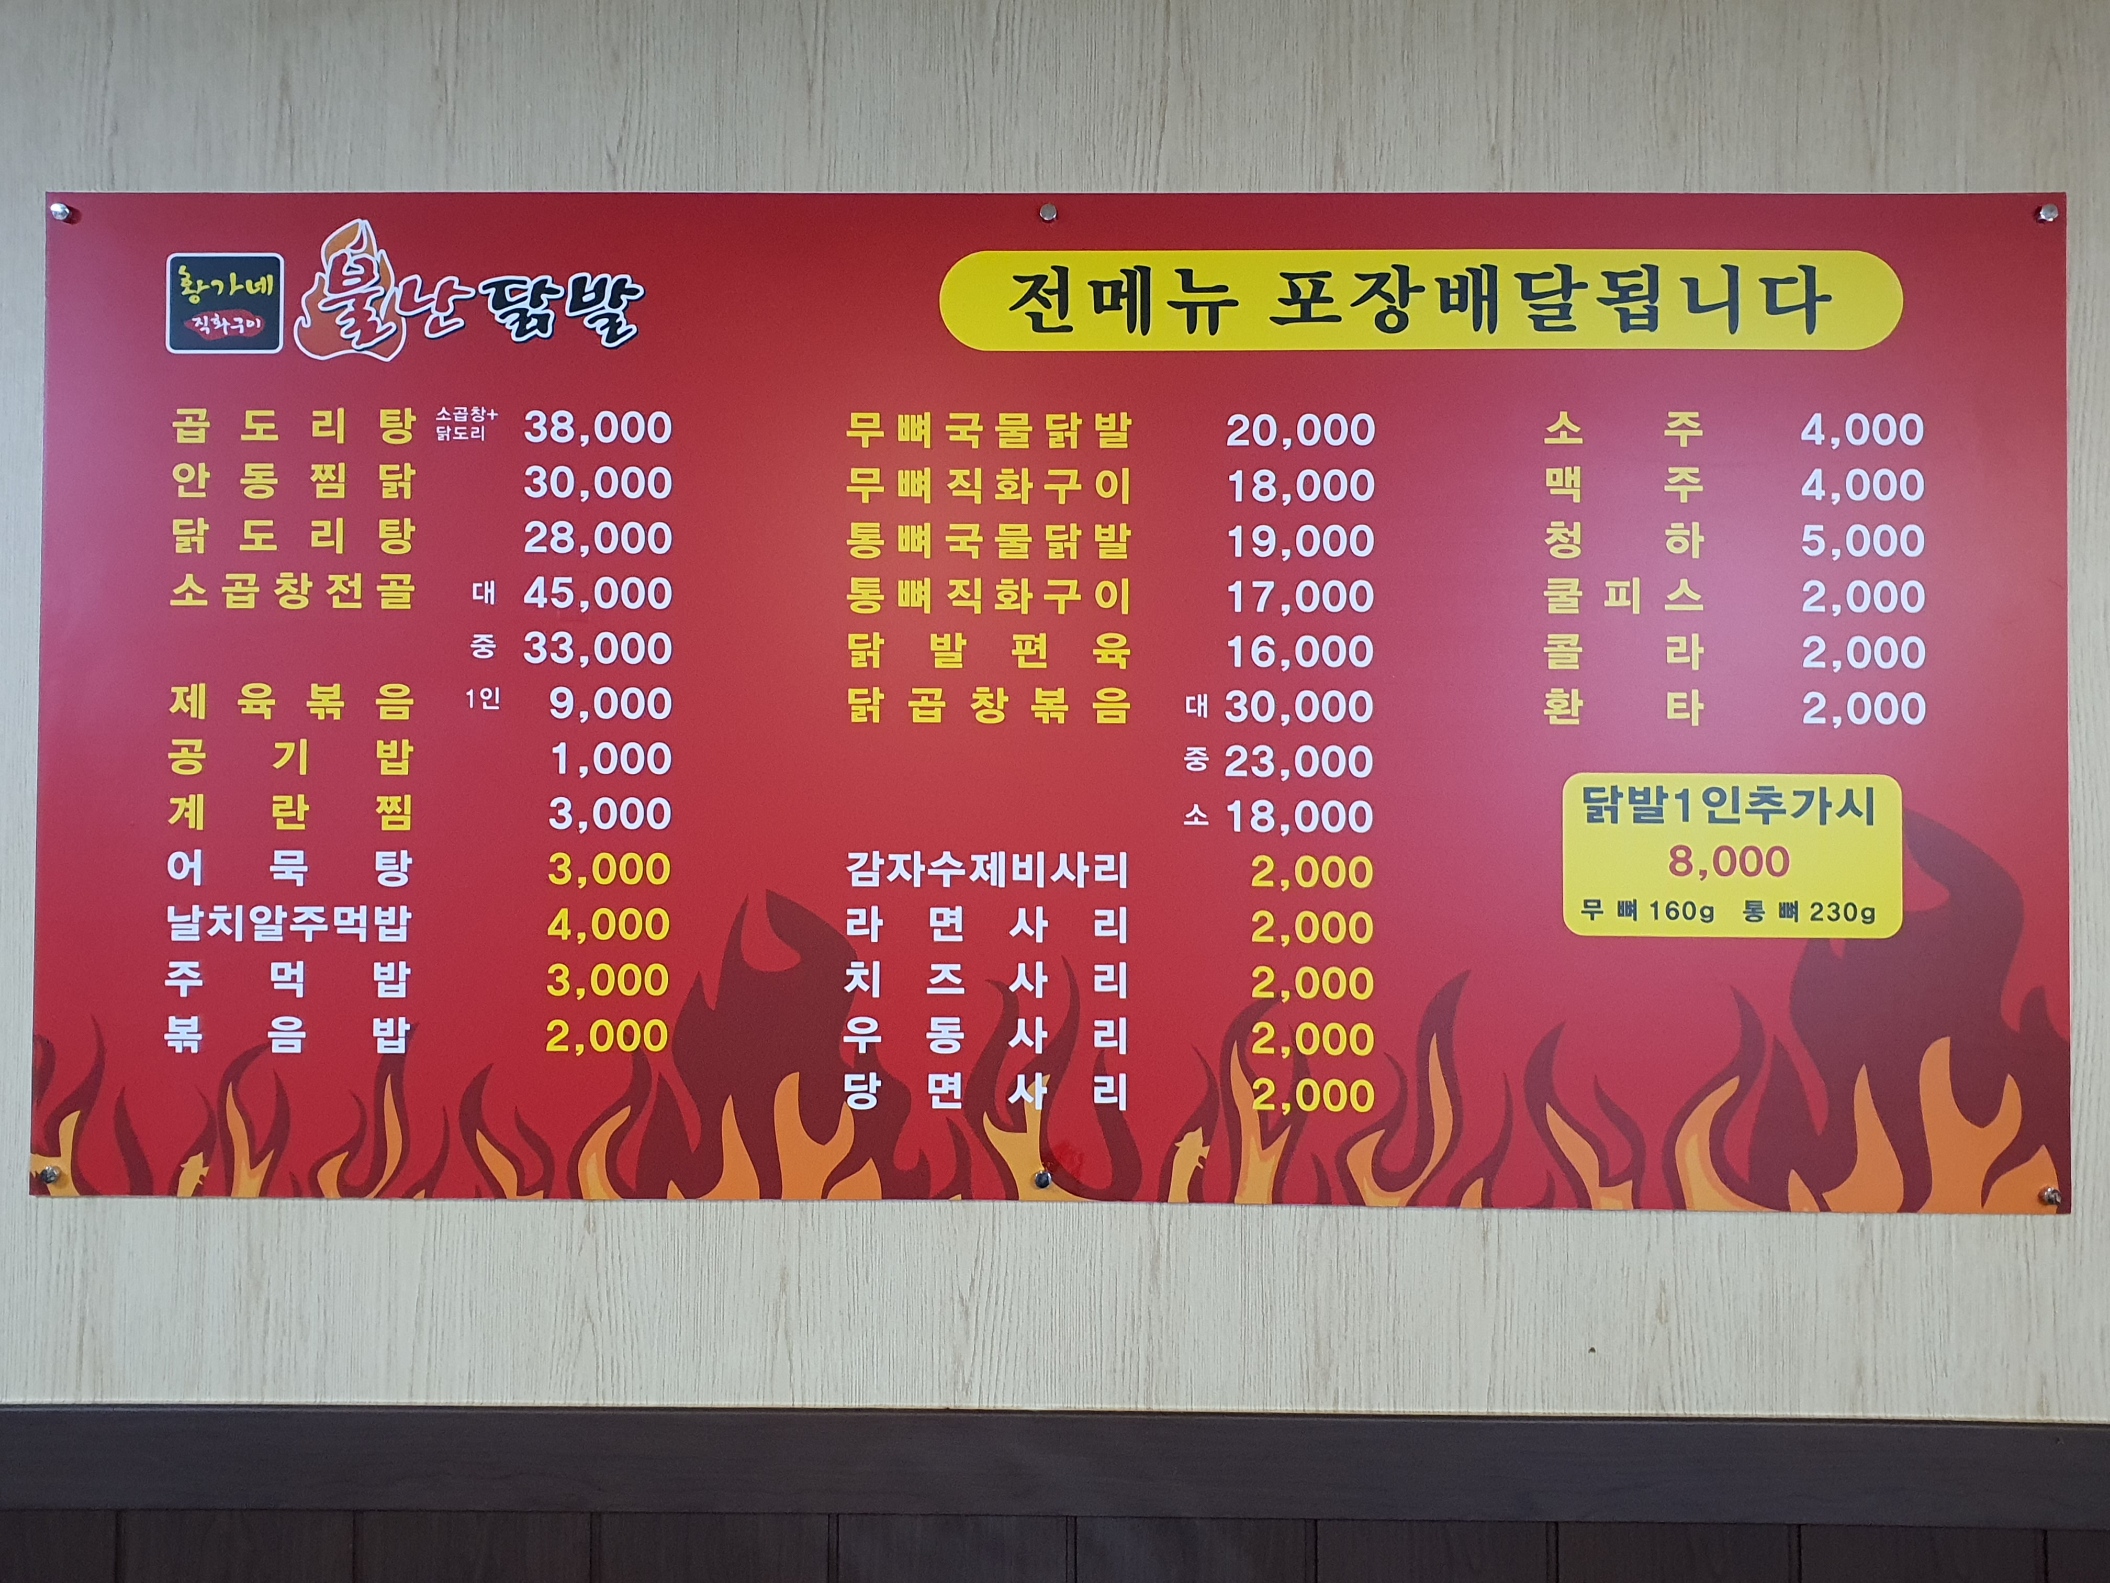 황가네
직화구이
불난닭발
전메뉴 포장배달됩니다
곱도리탕 소곱창+닭도리 38,000
안동찜닭 30,000
닭도리탕 28,000
소곱창전골 대 45,000
중 33,000
제육볶음 1인 9,000
공기밥 1,000
계란찜 3,000
어묵탕 3,000
날치알주먹밥 4,000
주먹밥 3,000
볶음밥 2,000
무뼈국물닭발 20,000
무뼈직화구이 18,000
통뼈국물닭발 19,000
통뼈직화구이 17,000
닭발편육 16,000
닭곱창볶음 대 30,000
중 23,000
소 18,000
감자수제비사리 2,000
라면사리 2,000
치즈사리 2,000
우동사리 2,000
당면사리 2,000
소주 4,000
맥주 4,000
청하 5,000
쿨피스 2,000
콜라 2,000
환타 2,000
닭발1인추가시
8,000
무뼈160g 통뼈230g